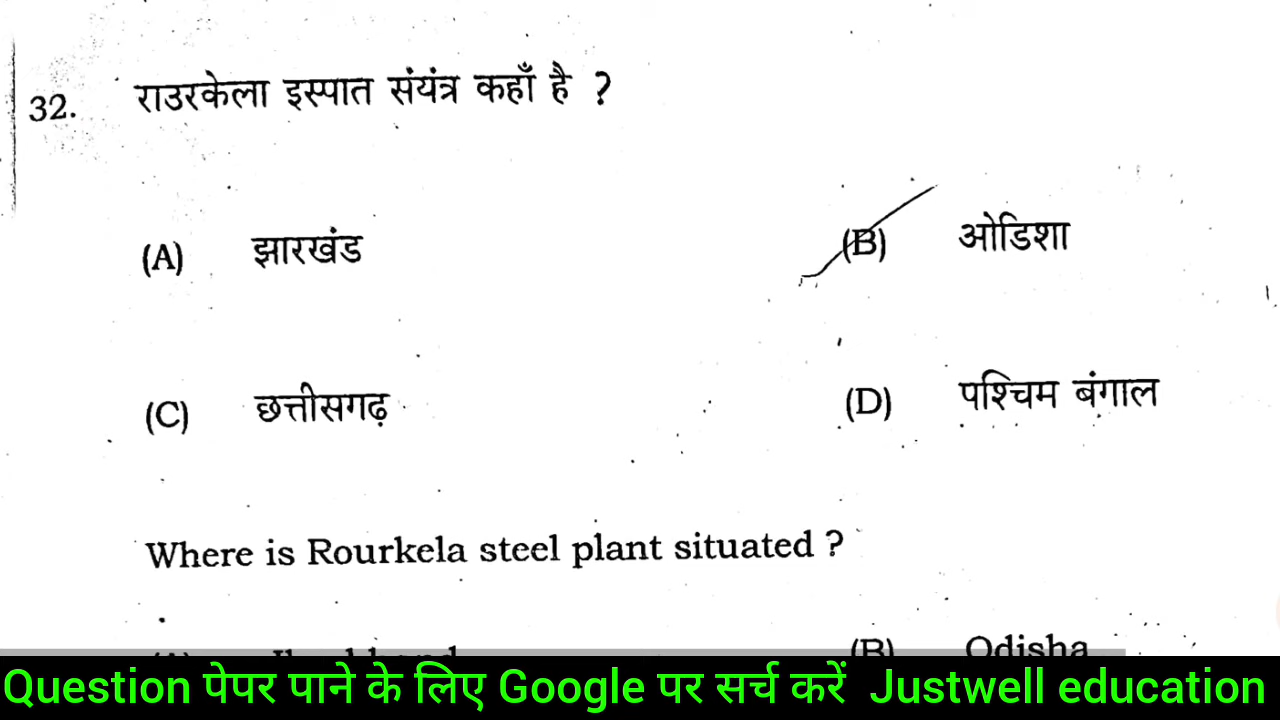 32. राउरकेला इस्पात संयंत्र कहाँ है ?
(A) झारखंड (B) ओडिशा
(C) छत्तीसगढ़ (D) पश्चिम बंगाल
Where is Rourkela steel plant situated ?
(A) Jharkhand (B) Odisha
Question पेपर पाने के लिए Google पर सर्च करें Justwell education